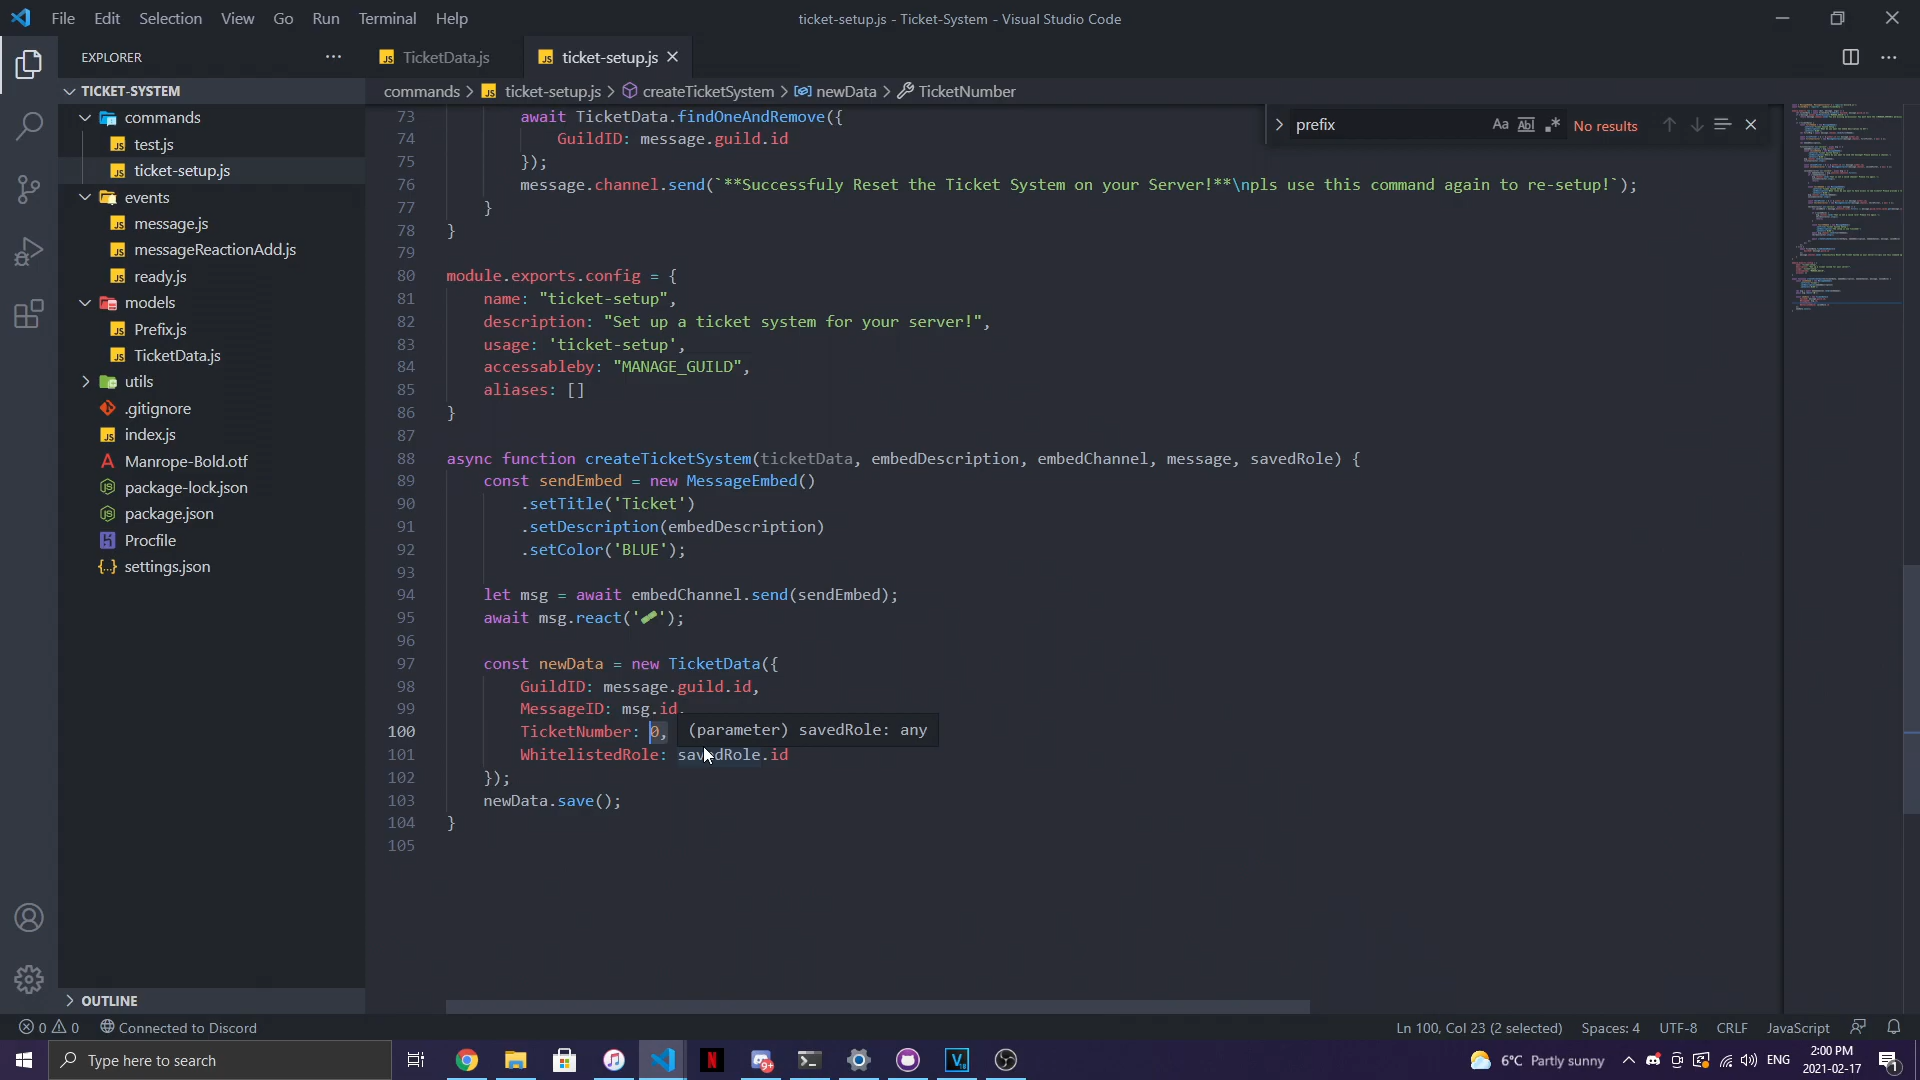 File Edit Selection View Go Run Terminal Help
ticket-setup.js - Ticket-System - Visual Studio Code
EXPLORER
TicketData.js
ticket-setup.js
TICKET-SYSTEM
commands
test.js
ticket-setup.js
events
message.js
messageReactionAdd.js
ready.js
models
Prefix.js
TicketData.js
utils
.gitignore
index.js
Manrope-Bold.otf
package-lock.json
package.json
Procfile
settings.json
OUTLINE
commands > ticket-setup.js > createTicketSystem > newData > TicketNumber
prefix
Aa Abl .* No results
73 await TicketData.findOneAndRemove({
74 GuildID: message.guild.id
75 });
76 message.channel.send(`**Successfuly Reset the Ticket System on your Server!**\npls use this command again to re-setup!`);
77 }
78 }
79
80 module.exports.config = {
81 name: "ticket-setup",
82 description: "Set up a ticket system for your server!",
83 usage: 'ticket-setup',
84 accessableby: "MANAGE_GUILD",
85 aliases: []
86 }
87
88 async function createTicketSystem(ticketData, embedDescription, embedChannel, message, savedRole) {
89 const sendEmbed = new MessageEmbed()
90 .setTitle('Ticket')
91 .setDescription(embedDescription)
92 .setColor('BLUE');
93
94 let msg = await embedChannel.send(sendEmbed);
95 await msg.react('');
96
97 const newData = new TicketData({
98 GuildID: message.guild.id,
99 MessageID: msg.id,
100 TicketNumber: 0,
(parameter) savedRole: any
101 WhitelistedRole: savedRole.id
102 });
103 newData.save();
104 }
105
0 0 Connected to Discord
Ln 100, Col 23 (2 selected) Spaces: 4 UTF-8 CRLF JavaScript
Type here to search
6°C Partly sunny ENG
2:00 PM
2021-02-17